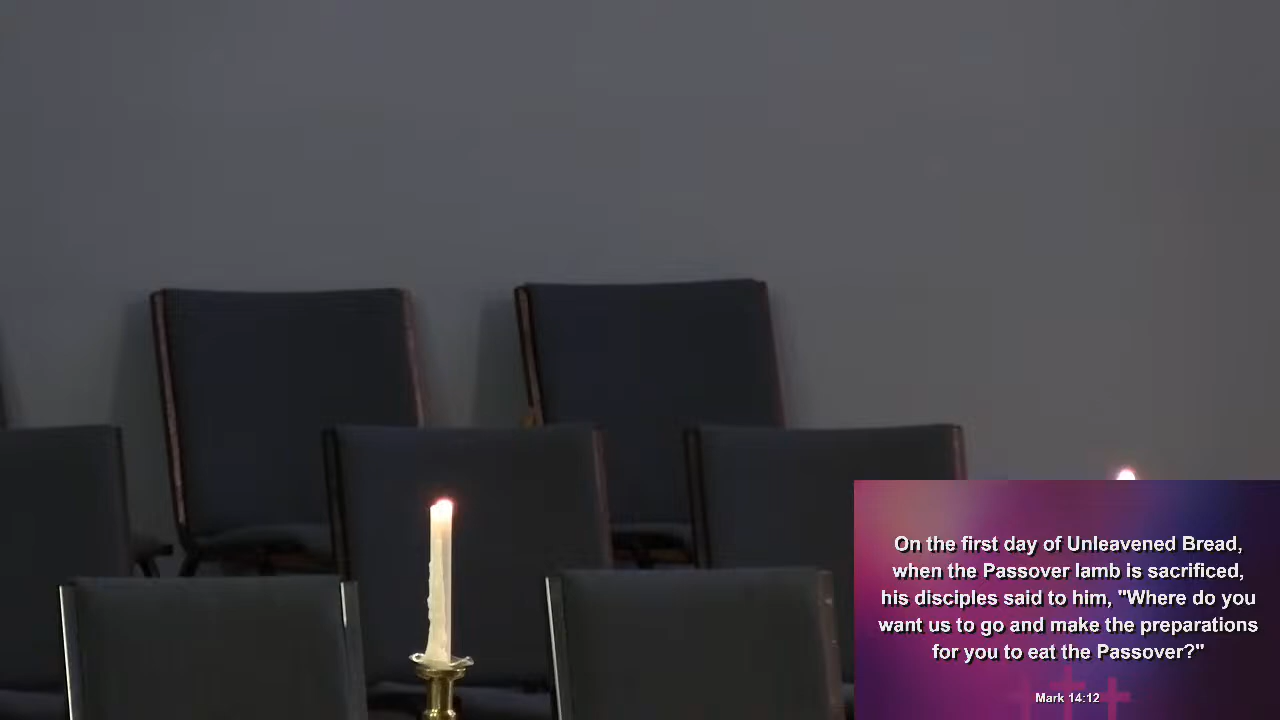 On the first day of Unleavened Bread,
when the Passover lamb is sacrificed,
his disciples said to him, "Where do you
want us to go and make the preparations
for you to eat the Passover?"
Mark 14:12